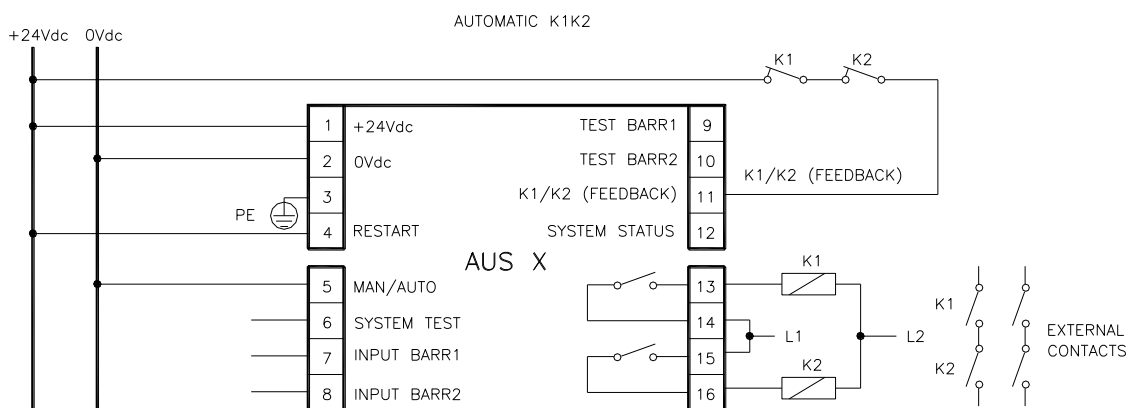 AUTOMATIC K1K2
+24Vdc 0Vdc
K1 K2
1 +24Vdc TEST BARR1 9
2 0Vdc TEST BARR2 10
K1/K2 (FEEDBACK)
3 K1/K2 (FEEDBACK) 11
PE
4 RESTART SYSTEM STATUS 12
AUS X
K1
5 MAN/AUTO 13
K1
6 SYSTEM TEST 14
L1 L2
EXTERNAL
CONTACTS
7 INPUT BARR1 15
K2
K2
8 INPUT BARR2 16